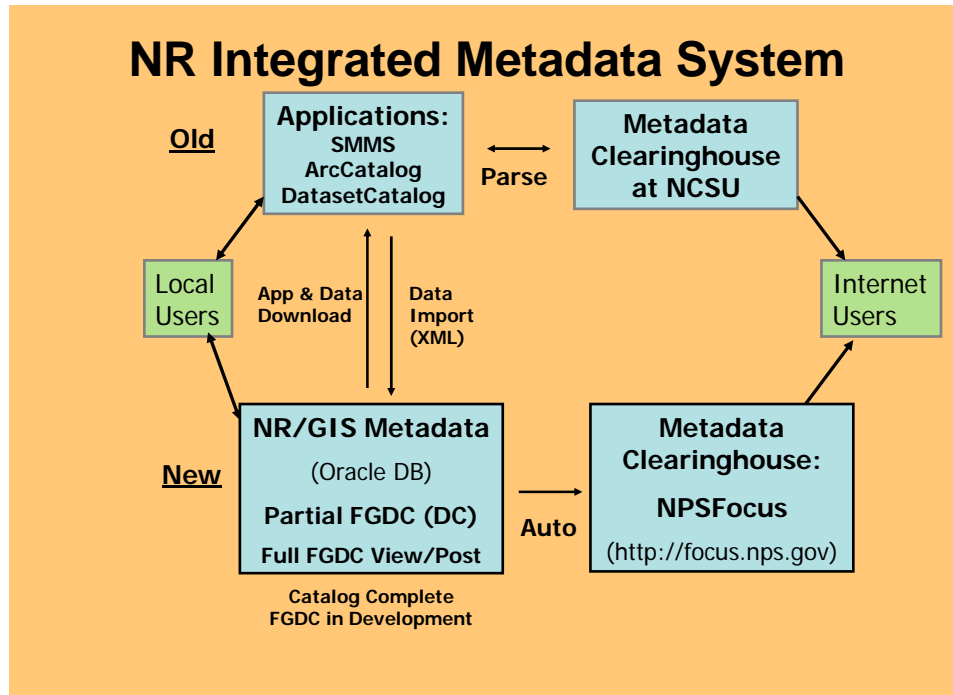 NR Integrated Metadata System
Old
Applications:
SMMS
ArcCatalog
DatasetCatalog
Parse
Metadata
Clearinghouse
at NCSU
Local
Users
App & Data
Download
Data
Import
(XML)
Internet
Users
New
NR/GIS Metadata
(Oracle DB)
Partial FGDC (DC)
Full FGDC View/Post
Auto
Metadata
Clearinghouse:
NPSFocus
(http://focus.nps.gov)
Catalog Complete
FGDC in Development